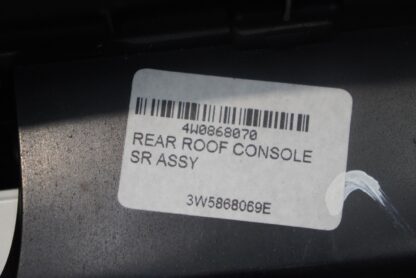 4W0868070
REAR ROOF CONSOLE
SR ASSY
3W5868069E